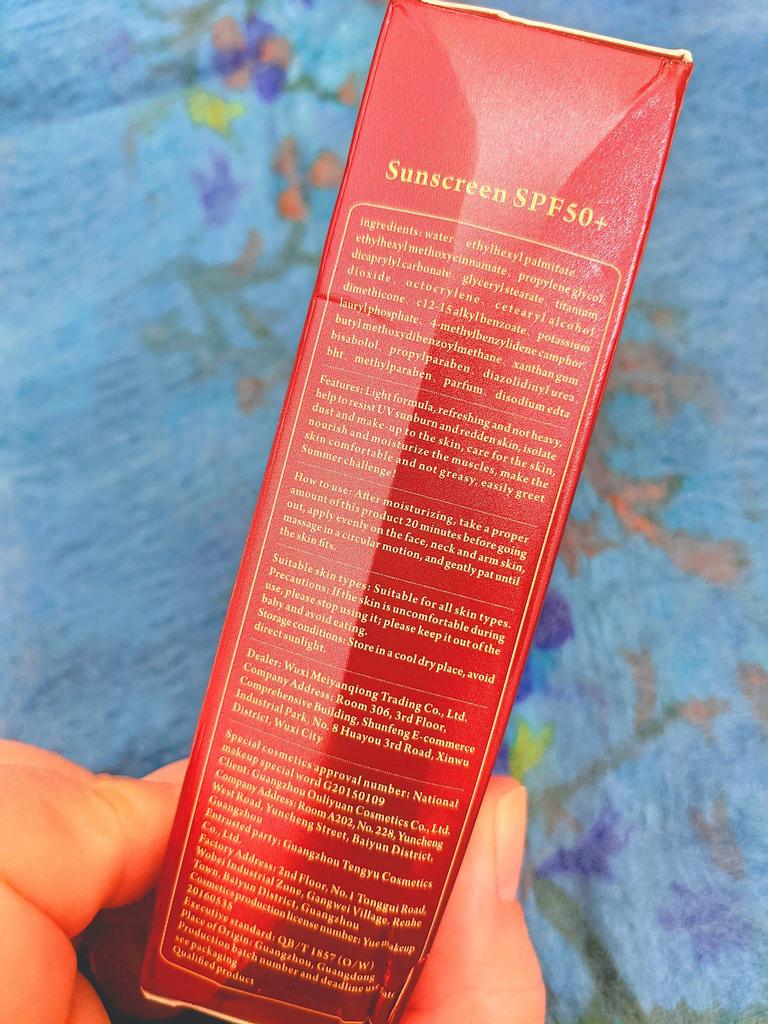 Sunscreen SPF50+
ingredients: water ethylhexyl palmitate
ethylhexyl methoxycinnamate、propylene glycol
dicaprylyl carbonate glyceryl stearate titanium
dioxide octocrylene、cetearyl alcohol
dimethicone c12-15 alkyl benzoate、potassium
lauryl phosphate、4-methylbenzylidene camphor
butyl methoxydibenzoylmethane xanthan gum
bisabolol propylparaben diazolidinyl urea
bht、methylparaben、parfum、disodium edta
Features: Light formula, refreshing and not heavy,
help to resist UV sunburn and redden skin, isolate
dust and make-up to the skin, care for the skin,
nourish and moisturize the muscles, make the
skin comfortable and not greasy, easily greet
Summer challenge!
How to use: After moisturizing, take a proper
amount of this product 20 minutes before going
out, apply evenly on the face, neck and arm skin,
massage in a circular motion, and gently pat until
the skin fits.
Suitable skin types: Suitable for all skin types.
Precautions: If the skin is uncomfortable during
use, please stop using it; please keep it out of the
baby and avoid eating.
Storage conditions: Store in a cool dry place, avoid
direct sunlight.
Dealer: Wuxi Meiyanqiong Trading Co., Ltd.
Company Address: Room 306, 3rd Floor,
Comprehensive Building, Shunfeng E-commerce
Industrial Park, No. 8 Huayou 3rd Road, Xinwu
District, Wuxi City
Special cosmetics approval number: National
makeup special word G20150109
Client: Guangzhou Ouliyuan Cosmetics Co., Ltd.
Company Address: Room A202, No. 228, Yuncheng
West Road, Yuncheng Street, Baiyun District,
Guangzhou
Entrusted party: Guangzhou Tengyu Cosmetics
Co., Ltd.
Factory Address: 2nd Floor, No.1 Tonggui Road,
Wobei Industrial Zone, Gangwei Village, Renhe
Town, Baiyun District, Guangzhou
Cosmetics production license number: Yue makeup
20160535
Executive standard: QB/T 1857 (O/W)
Place of Origin: Guangzhou, Guangdong
Production batch number and deadline use
see packaging
Qualified product